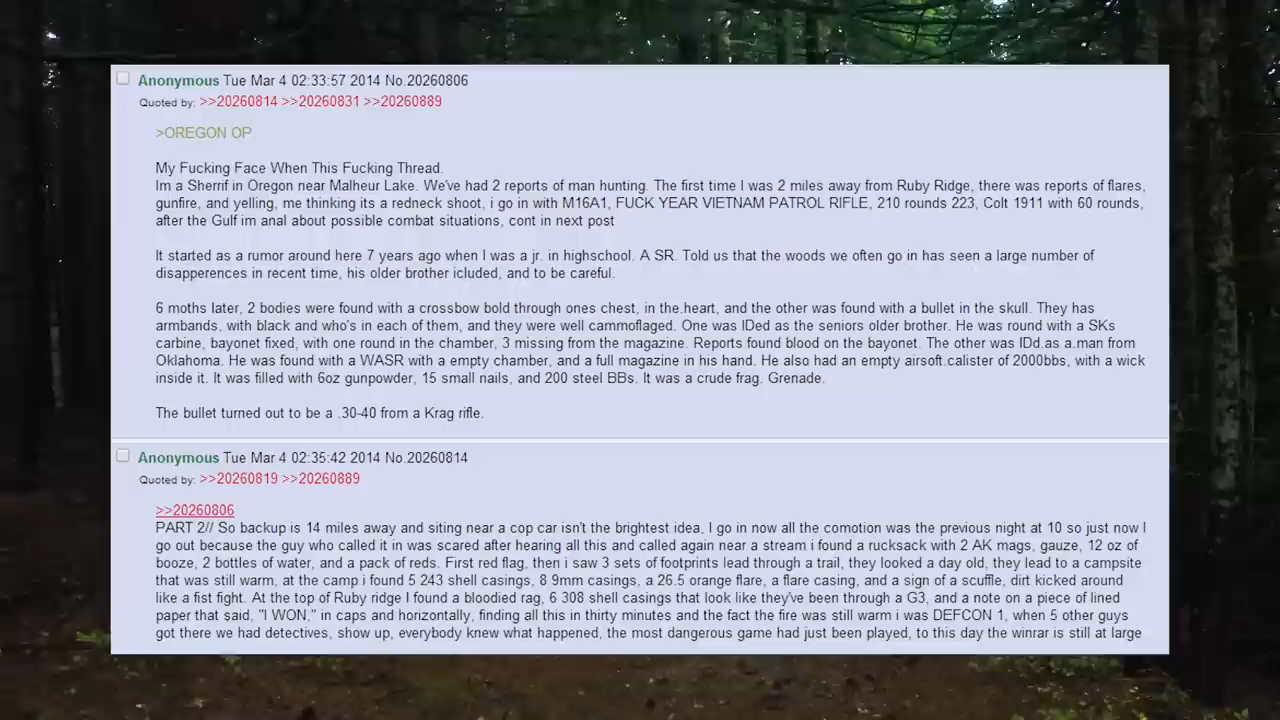 Anonymous Tue Mar 4 02:33:57 2014 No.20260806
Quoted by: >>20260814 >>20260831 >>20260889
>OREGON OP
My Fucking Face When This Fucking Thread.
Im a Sherrif in Oregon near Malheur Lake. We've had 2 reports of man hunting. The first time I was 2 miles away from Ruby Ridge, there was reports of flares,
gunfire, and yelling, me thinking its a redneck shoot, i go in with M16A1, FUCK YEAR VIETNAM PATROL RIFLE, 210 rounds 223, Colt 1911 with 60 rounds,
after the Gulf im anal about possible combat situations, cont in next post
It started as a rumor around here 7 years ago when I was a jr. in highschool. A SR. Told us that the woods we often go in has seen a large number of
disapperences in recent time, his older brother icluded, and to be careful.
6 moths later, 2 bodies were found with a crossbow bold through ones chest, in the.heart, and the other was found with a bullet in the skull. They has
armbands, with black and who's in each of them, and they were well cammoflaged. One was IDed as the seniors older brother. He was round with a SKs
carbine, bayonet fixed, with one round in the chamber, 3 missing from the magazine. Reports found blood on the bayonet. The other was IDd.as a.man from
Oklahoma. He was found with a WASR with a empty chamber, and a full magazine in his hand. He also had an empty airsoft.calister of 2000bbs, with a wick
inside it. It was filled with 6oz gunpowder, 15 small nails, and 200 steel BBs. It was a crude frag. Grenade.
The bullet turned out to be a .30-40 from a Krag rifle.
Anonymous Tue Mar 4 02:35:42 2014 No.20260814
Quoted by: >>20260819 >>20260889
>>20260806
PART 2// So backup is 14 miles away and siting near a cop car isn't the brightest idea, I go in now all the comotion was the previous night at 10 so just now I
go out because the guy who called it in was scared after hearing all this and called again near a stream i found a rucksack with 2 AK mags, gauze, 12 oz of
booze, 2 bottles of water, and a pack of reds. First red flag, then i saw 3 sets of footprints lead through a trail, they looked a day old, they lead to a campsite
that was still warm, at the camp i found 5 243 shell casings, 8 9mm casings, a 26.5 orange flare, a flare casing, and a sign of a scuffle, dirt kicked around
like a fist fight. At the top of Ruby ridge I found a bloodied rag, 6 308 shell casings that look like they've been through a G3, and a note on a piece of lined
paper that said, "I WON," in caps and horizontally, finding all this in thirty minutes and the fact the fire was still warm i was DEFCON 1, when 5 other guys
got there we had detectives, show up, everybody knew what happened, the most dangerous game had just been played, to this day the winrar is still at large